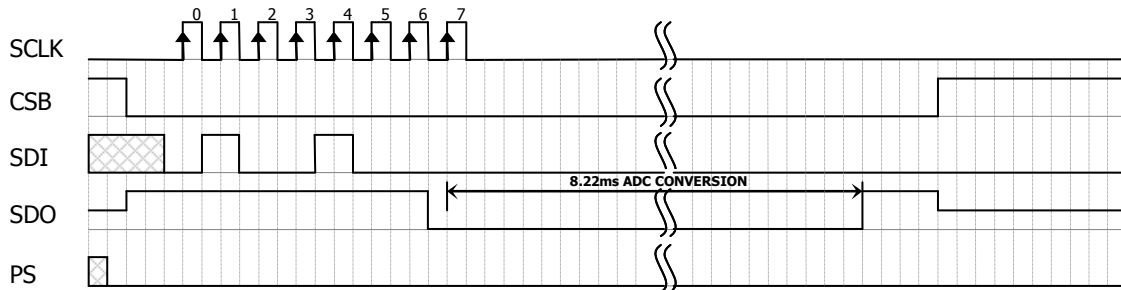 0 1 2 3 4 5 6 7
SCLK
CSB
SDI
8.22ms ADC CONVERSION
SDO
PS